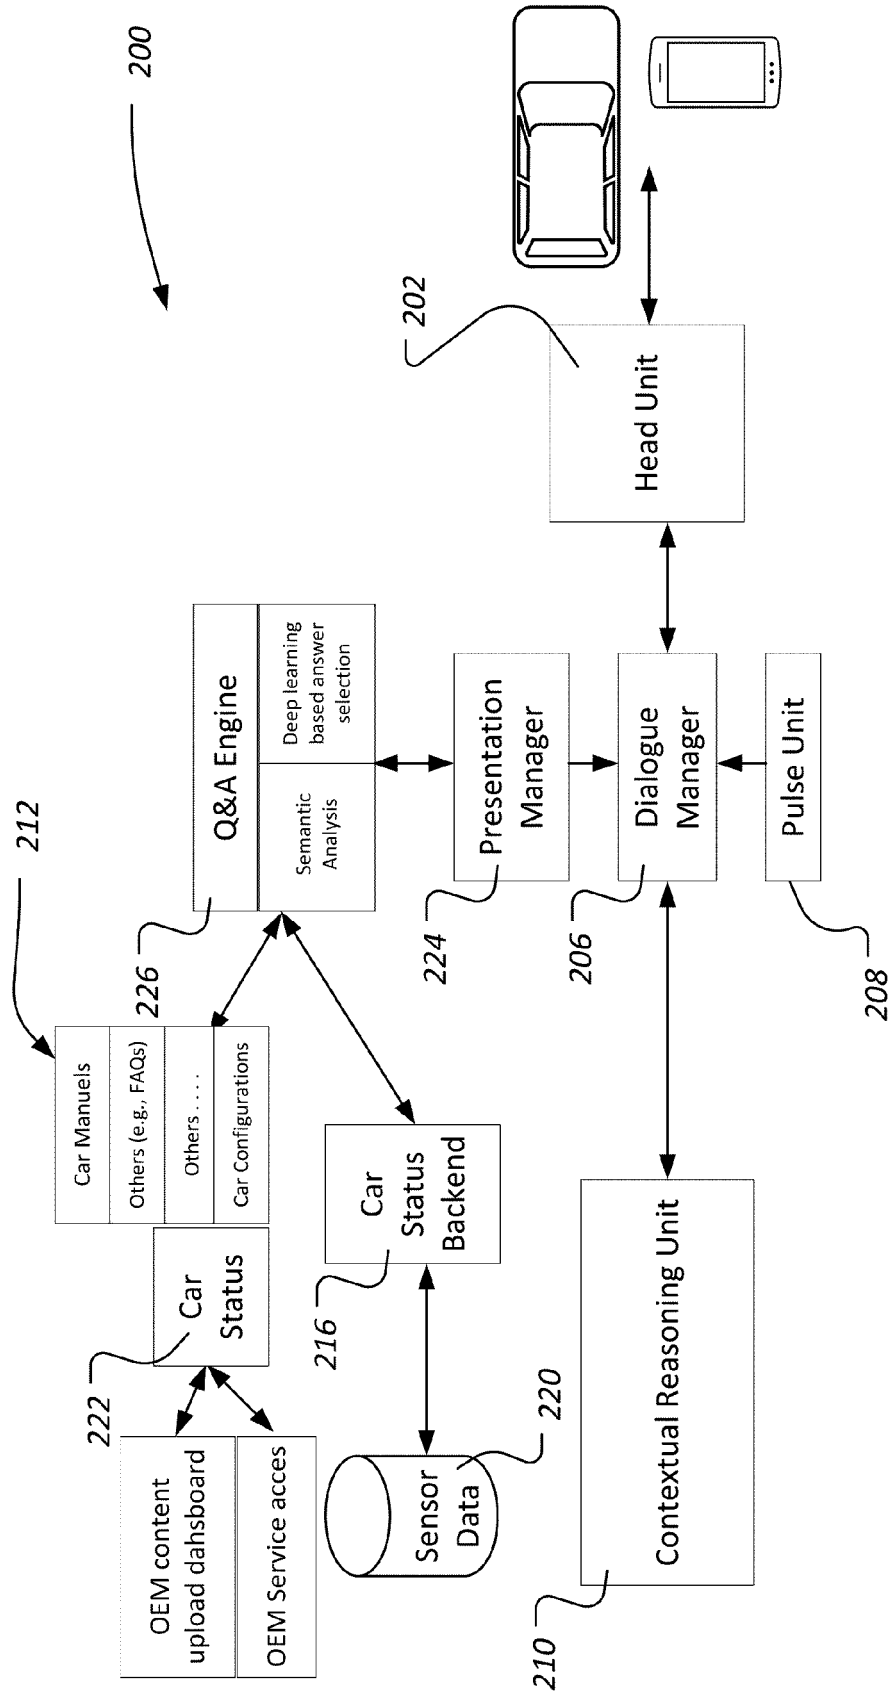 200
212
Car Manuels
Others (e.g., FAQs)
Others . . . .
Car Configurations
222
Car
Status
OEM content
upload dahsboard
OEM Service acces
226
Q&A Engine
Semantic
Analysis
Deep learning
based answer
selection
216
Car
Status
Backend
Sensor
Data
220
224
Presentation
Manager
202
Head Unit
206
Dialogue
Manager
210
Contextual Reasoning Unit
208
Pulse Unit